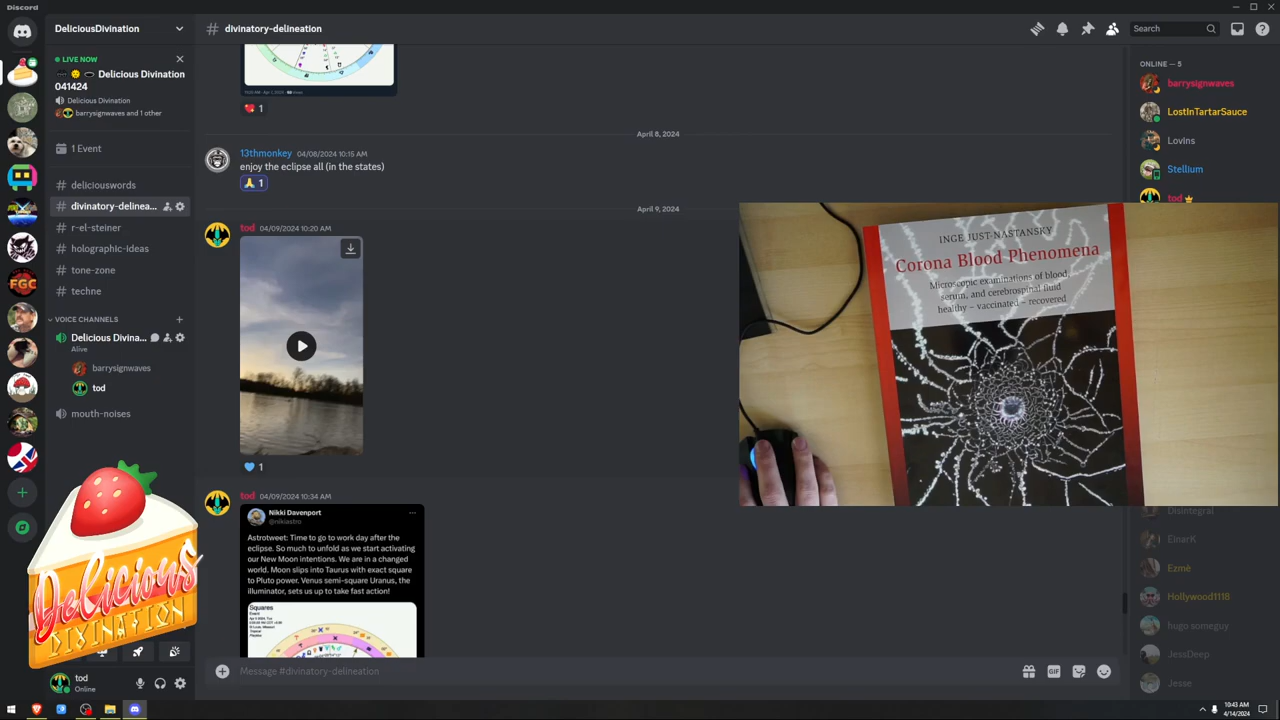 Discord
DeliciousDivination
LIVE NOW
Delicious Divination
041424
Delicious Divination
barrysignwaves and 1 other
1 Event
deliciouswords
divinatory-delinea...
r-el-steiner
holographic-ideas
tone-zone
techne
VOICE CHANNELS
Delicious Divina...
Alive
barrysignwaves
tod
mouth-noises
FGC
Delicious
DIVINATION
tod
Online
# divinatory-delineation
Search
1
April 8, 2024
13thmonkey 04/08/2024 10:15 AM
enjoy the eclipse all (in the states)
1
April 9, 2024
tod 04/09/2024 10:20 AM
1
tod 04/09/2024 10:34 AM
Nikki Davenport
@nikiastro
Astrotweet: Time to go to work day after the
eclipse. So much to unfold as we start activating
our New Moon intentions. We are in a changed
world. Moon slips into Taurus with exact square
to Pluto power. Venus semi-square Uranus, the
illuminator, sets us up to take fast action!
Squares
Message #divinatory-delineation
GIF
ONLINE — 5
barrysignwaves
LostInTartarSauce
Lovins
Stellium
tod
INGE JUST-NASTANSKY
Corona Blood Phenomena
Microscopic examinations of blood,
serum, and cerebrospinal fluid
healthy – vaccinated – recovered
Disintegral
EinarK
Ezmè
Hollywood1118
hugo someguy
JessDeep
Jesse
10:43 AM
4/14/2024